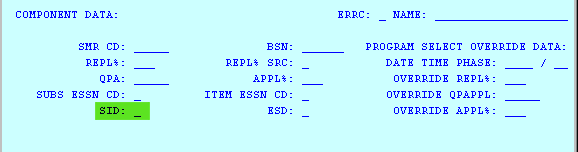 COMPONENT DATA: ERRC: _ NAME: ___________________
SMR CD: _____ BSN: ______ PROGRAM SELECT OVERRIDE DATA:
REPL%: ___ REPL% SRC: _ DATE TIME PHASE: ____ / __
QPA: _____ APPL%: ___ OVERRIDE REPL%: ___
SUBS ESSN CD: _ ITEM ESSN CD: _ OVERRIDE QPAPPL: _____
SID: _ ESD: _ OVERRIDE APPL%: ___